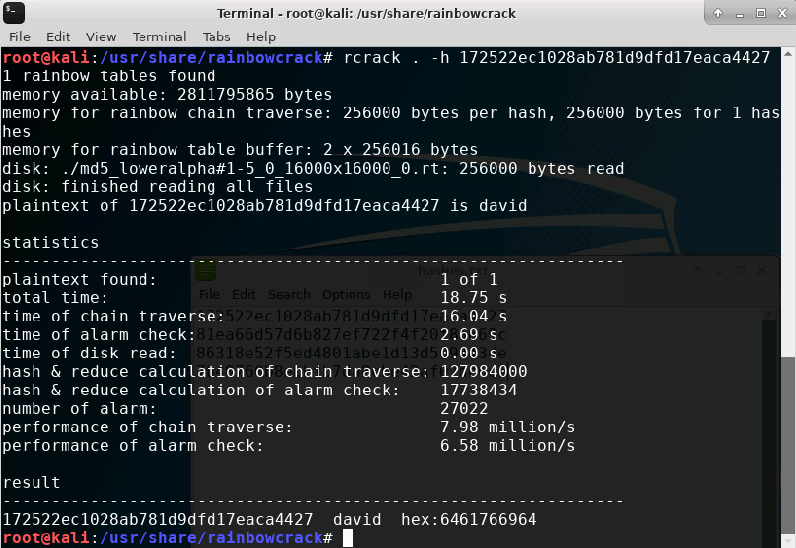 Terminal - root@kali: /usr/share/rainbowcrack
File Edit View Terminal Tabs Help
root@kali:/usr/share/rainbowcrack# rcrack . -h 172522ec1028ab781d9dfd17eaca4427
1 rainbow tables found
memory available: 2811795865 bytes
memory for rainbow chain traverse: 256000 bytes per hash, 256000 bytes for 1 has
hes
memory for rainbow table buffer: 2 x 256016 bytes
disk: ./md5_loweralpha#1-5_0_16000x16000_0.rt: 256000 bytes read
disk: finished reading all files
plaintext of 172522ec1028ab781d9dfd17eaca4427 is david
statistics
----------------------------------------------------------------
hashes.txt
plaintext found: 1 of 1
File Edit Search Options Help
total time: 18.75 s
time of chain traverse: 16.04 s
time of alarm check: 2.69 s
time of disk read: 0.00 s
hash & reduce calculation of chain traverse: 127984000
hash & reduce calculation of alarm check: 17738434
number of alarm: 27022
performance of chain traverse: 7.98 million/s
performance of alarm check: 6.58 million/s
result
----------------------------------------------------------------
172522ec1028ab781d9dfd17eaca4427 david hex:6461766964
root@kali:/usr/share/rainbowcrack#